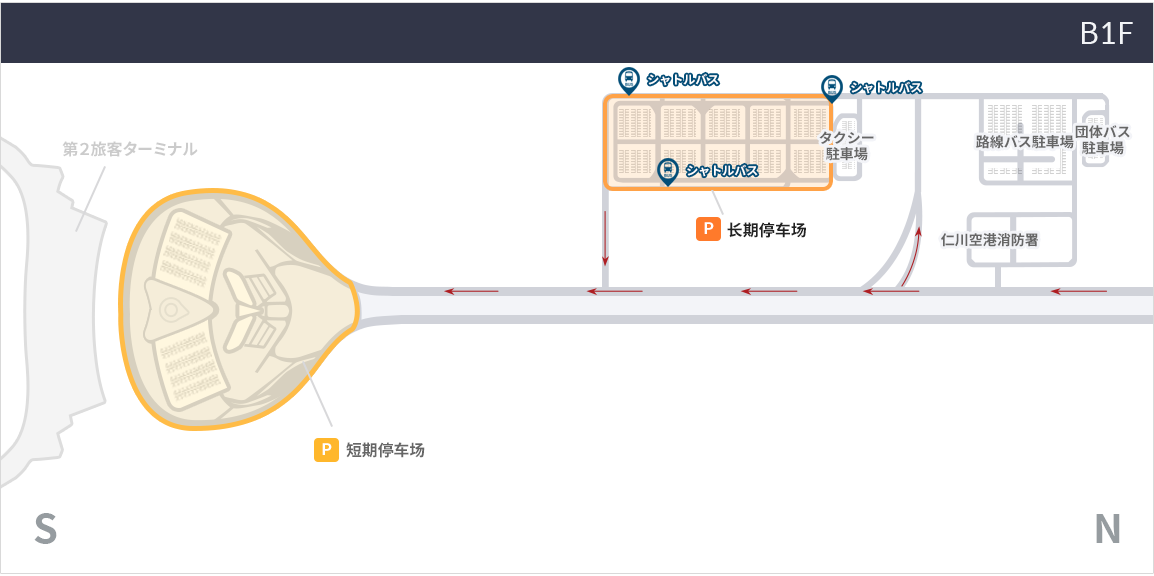 B1F
シャトルバス
シャトルバス
第２旅客ターミナル
タクシー
駐車場
路線バス駐車場
団体バス
駐車場
シャトルバス
P 长期停车场
仁川空港消防署
P 短期停车场
S
N